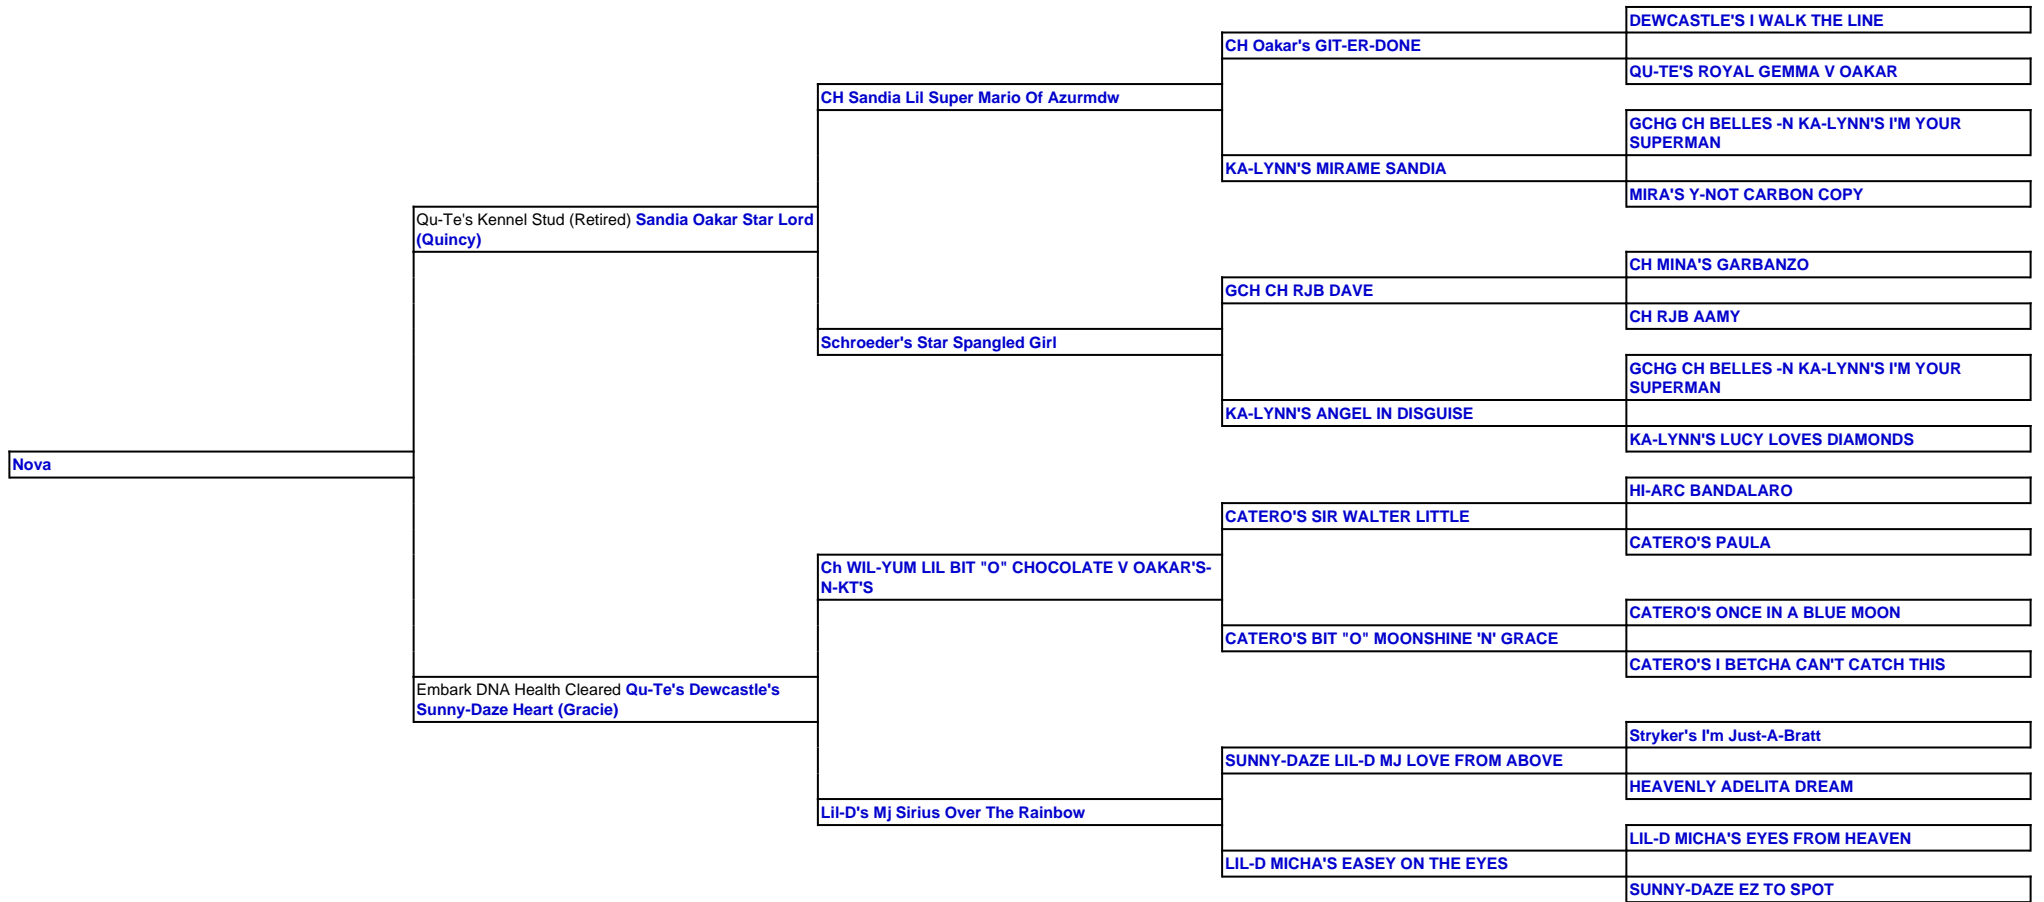 DEWCASTLE'S I WALK THE LINE
CH Oakar's GIT-ER-DONE
QU-TE'S ROYAL GEMMA V OAKAR
CH Sandia Lil Super Mario Of Azurmdw
GCHG CH BELLES -N KA-LYNN'S I'M YOUR
SUPERMAN
KA-LYNN'S MIRAME SANDIA
MIRA'S Y-NOT CARBON COPY
Qu-Te's Kennel Stud (Retired) Sandia Oakar Star Lord
(Quincy)
CH MINA'S GARBANZO
GCH CH RJB DAVE
CH RJB AAMY
Schroeder's Star Spangled Girl
GCHG CH BELLES -N KA-LYNN'S I'M YOUR
SUPERMAN
KA-LYNN'S ANGEL IN DISGUISE
KA-LYNN'S LUCY LOVES DIAMONDS
Nova
HI-ARC BANDALARO
CATERO'S SIR WALTER LITTLE
CATERO'S PAULA
Ch WIL-YUM LIL BIT "O" CHOCOLATE V OAKAR'S-
N-KT'S
CATERO'S ONCE IN A BLUE MOON
CATERO'S BIT "O" MOONSHINE 'N' GRACE
CATERO'S I BETCHA CAN'T CATCH THIS
Embark DNA Health Cleared Qu-Te's Dewcastle's
Sunny-Daze Heart (Gracie)
Stryker's I'm Just-A-Bratt
SUNNY-DAZE LIL-D MJ LOVE FROM ABOVE
HEAVENLY ADELITA DREAM
Lil-D's Mj Sirius Over The Rainbow
LIL-D MICHA'S EYES FROM HEAVEN
LIL-D MICHA'S EASEY ON THE EYES
SUNNY-DAZE EZ TO SPOT